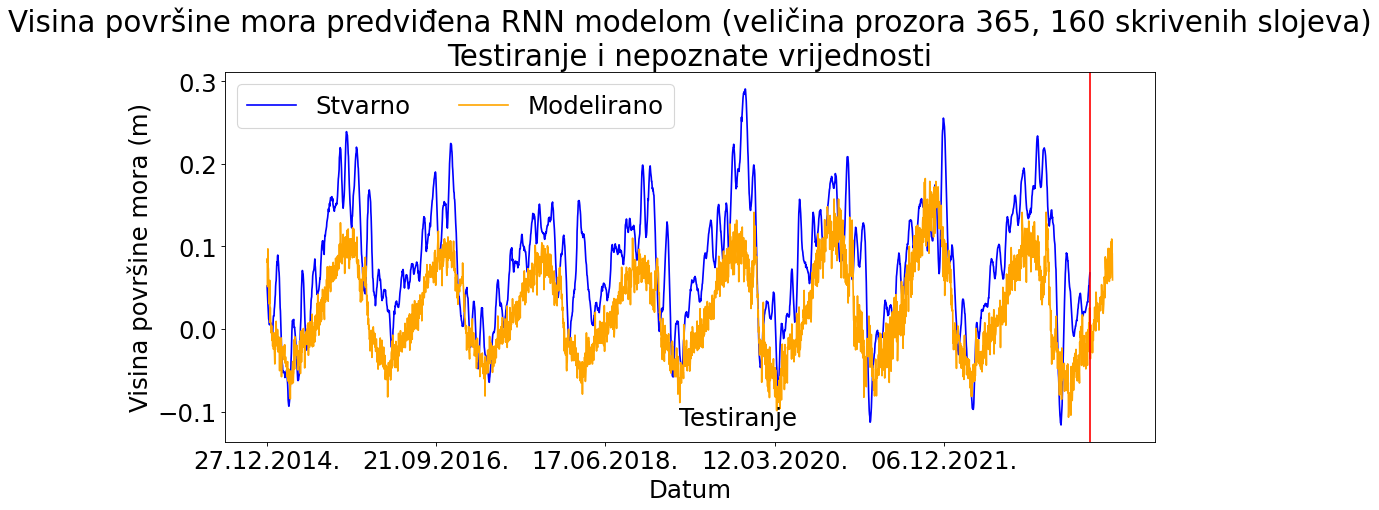 Visina površine mora predviđena RNN modelom (veličina prozora 365, 160 skrivenih slojeva)
Testiranje i nepoznate vrijednosti
Stvarno Modelirano
Visina površine mora (m)
0.3
0.2
0.1
0.0
−0.1
Testiranje
27.12.2014. 21.09.2016. 17.06.2018. 12.03.2020. 06.12.2021.
Datum